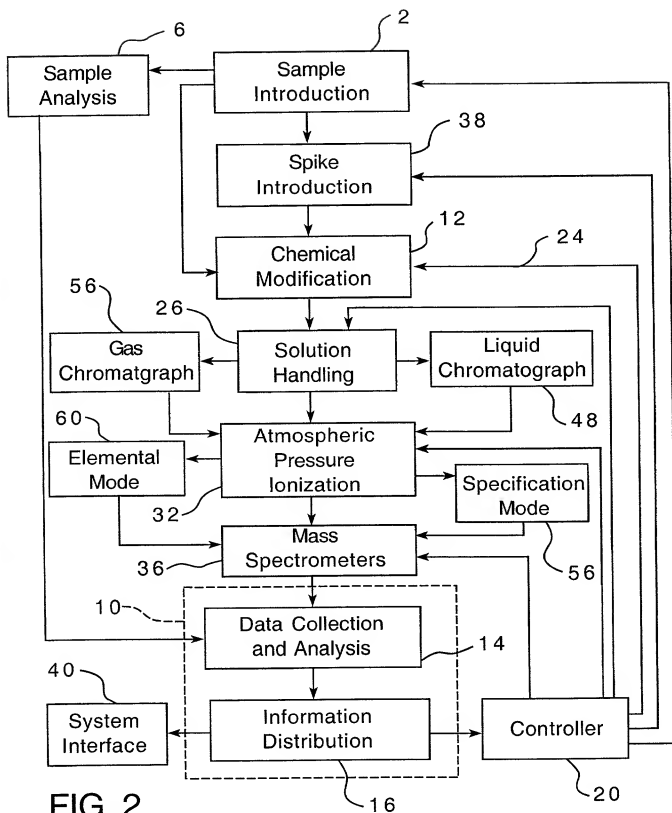 6
2
Sample
Analysis
Sample
Introduction
38
Spike
Introduction
12
24
Chemical
Modification
56
26
Gas
Chromatgraph
Solution
Handling
Liquid
Chromatograph
48
60
Elemental
Mode
Atmospheric
Pressure
Ionization
32
Specification
Mode
56
Mass
Spectrometers
36
10
Data Collection
and Analysis
14
40
System
Interface
Information
Distribution
16
Controller
20
FIG. 2